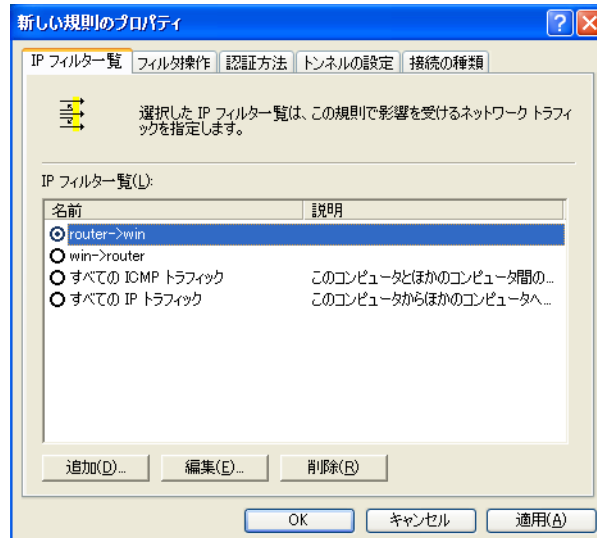 新しい規則のプロパティ
IP フィルタ一覧 フィルタ操作 認証方法 トンネルの設定 接続の種類
選択した IP フィルタ一覧は、この規則で影響を受けるネットワーク トラフィ
ックを指定します。
IP フィルタ一覧(L):
名前 説明
router->win
win->router
すべての ICMP トラフィック このコンピュータとほかのコンピュータ間の...
すべての IP トラフィック このコンピュータからほかのコンピュータへ...
追加(D)... 編集(E)... 削除(R)
OK キャンセル 適用(A)